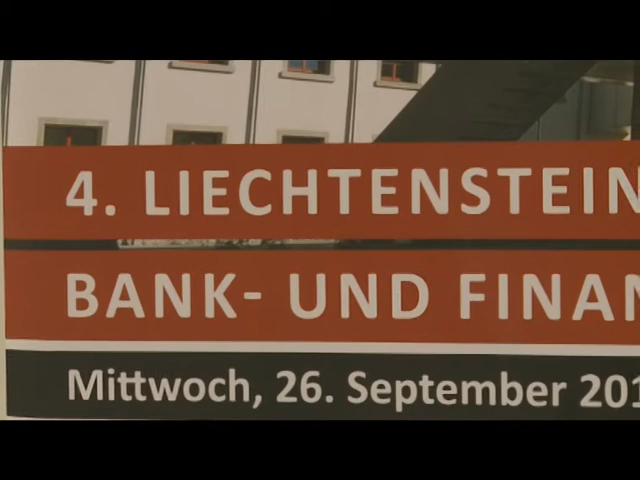 4. LIECHTENSTEIN
BANK- UND FINAN
Mittwoch, 26. September 201